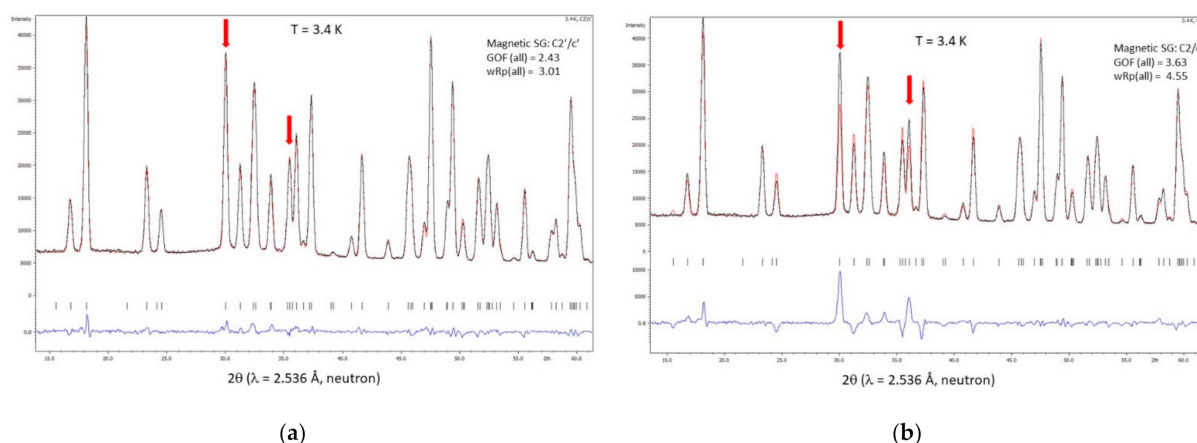 Intensity
3.4K, C2'/c'
T = 3.4 K
Magnetic SG: C2'/c'
GOF (all) = 2.43
wRp(all) = 3.01
40000
35000
30000
25000
20000
15000
10000
5000
0
0.0
15.0 20.0 25.0 30.0 35.0 40.0 45.0 50.0 55.0 2th 60.0
2θ (λ = 2.536 Å, neutron)
(a)
Intensity
3.4K,
T = 3.4 K
Magnetic SG: C2/c
GOF (all) = 3.63
wRp(all) = 4.55
40000
35000
30000
25000
20000
15000
10000
5000
0
10000
0.0
15.0 20.0 25.0 30.0 35.0 40.0 45.0 50.0 55.0 2th 60.0
2θ (λ = 2.536 Å, neutron)
(b)